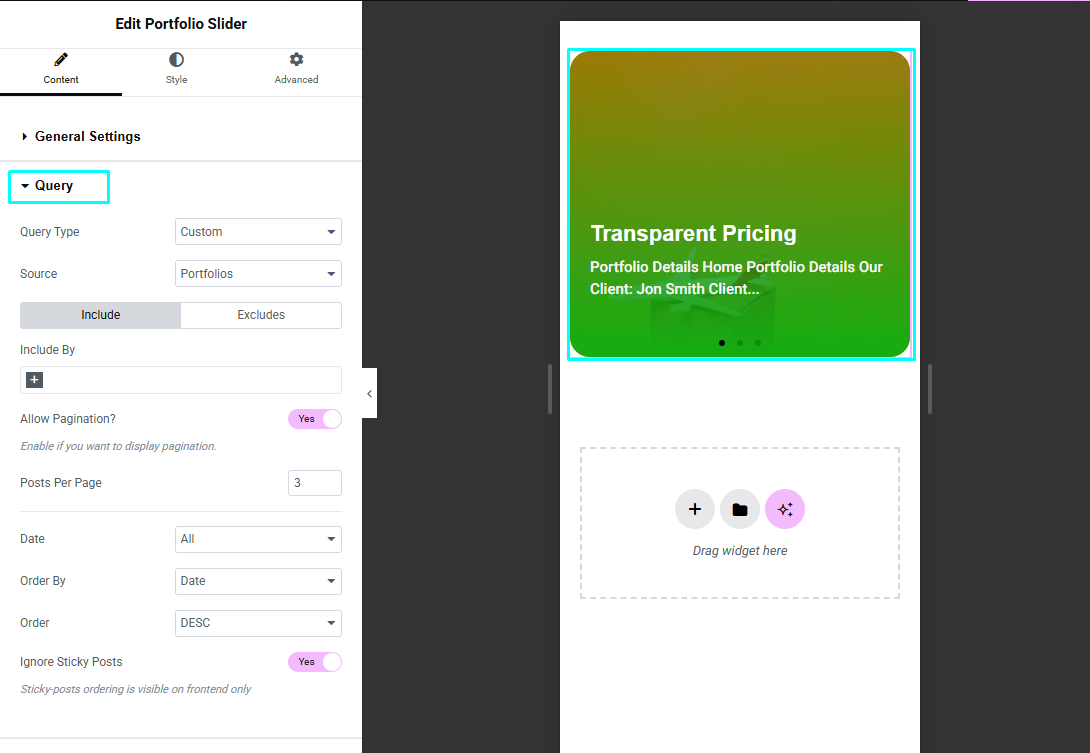 Edit Portfolio Slider
Content
Style
Advanced
General Settings
Query
Query Type
Custom
Source
Portfolios
Include
Excludes
Include By
Allow Pagination?
Yes
Enable if you want to display pagination.
Posts Per Page
3
Date
All
Order By
Date
Order
DESC
Ignore Sticky Posts
Yes
Sticky-posts ordering is visible on frontend only
Transparent Pricing
Portfolio Details Home Portfolio Details Our
Client: Jon Smith Client...
Drag widget here